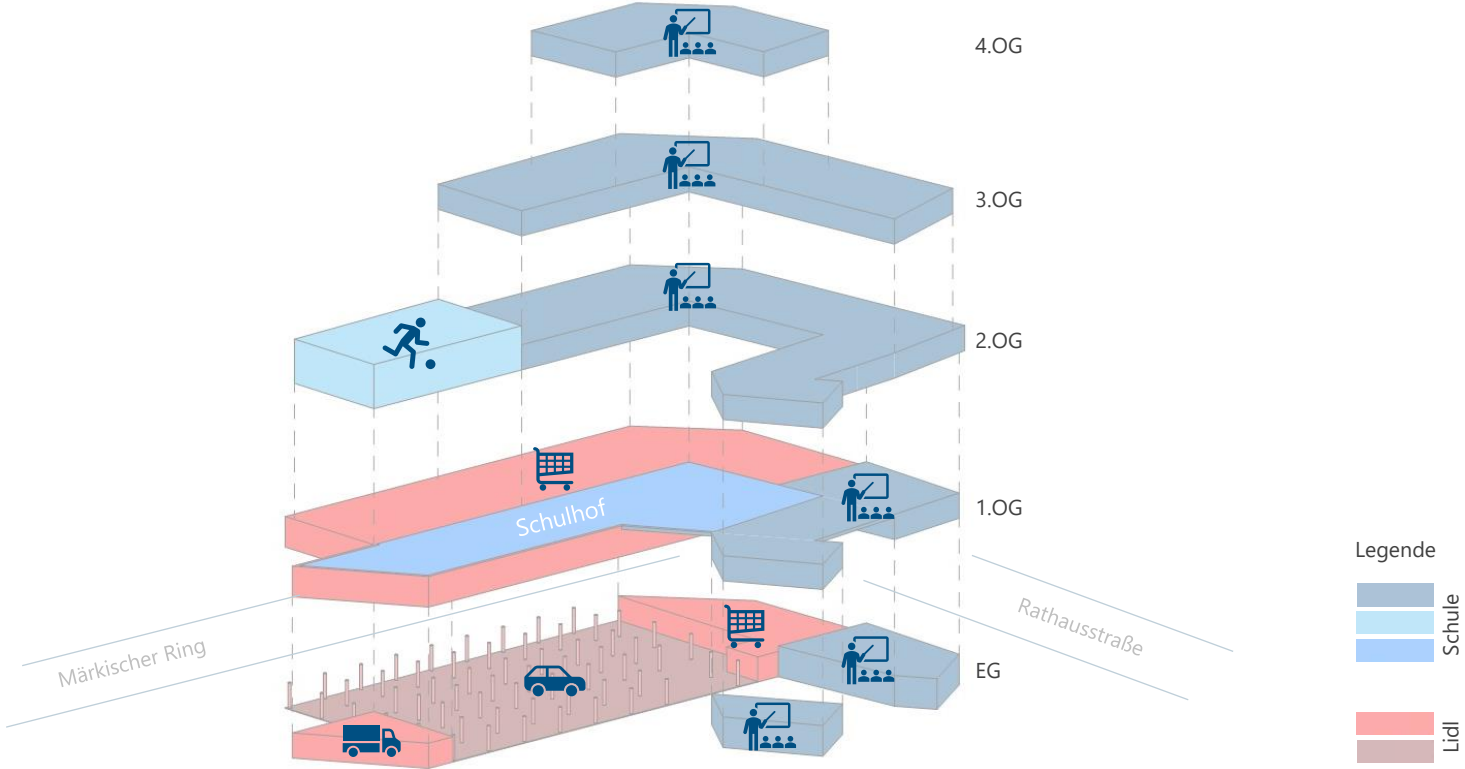 4.OG
3.OG
2.OG
Schulhof
1.OG
Legende
Schule
Märkischer Ring
Rathausstraße
EG
Lidl